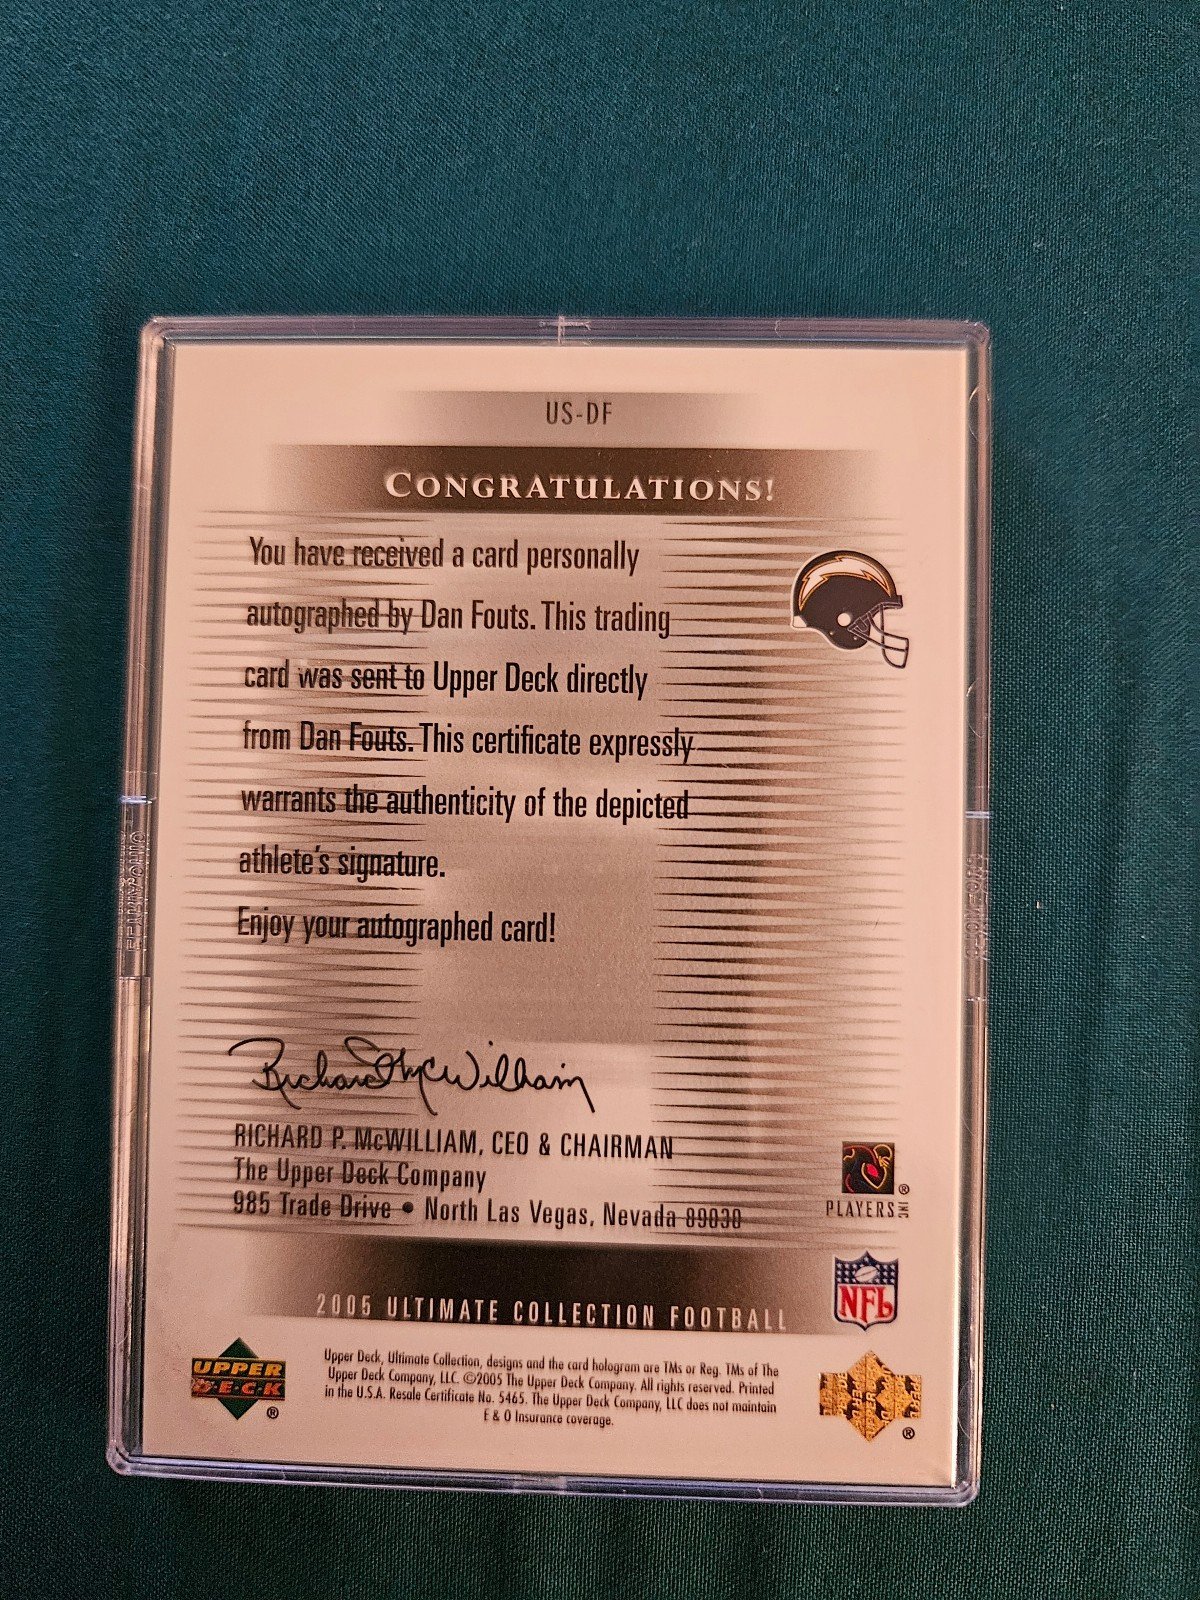 US-DF
CONGRATULATIONS!
You have received a card personally
autographed by Dan Fouts. This trading
card was sent to Upper Deck directly
from Dan Fouts. This certificate expressly
warrants the authenticity of the depicted
athlete's signature.
Enjoy your autographed card!
Richard P. McWilliam
RICHARD P. McWILLIAM, CEO & CHAIRMAN
The Upper Deck Company
985 Trade Drive • North Las Vegas, Nevada 89030
PLAYERS INC ®
NFL
2005 ULTIMATE COLLECTION FOOTBALL
UPPER
DECK ®
Upper Deck, Ultimate Collection, designs and the card hologram are TMs or Reg. TMs of The
Upper Deck Company, LLC. ©2005 The Upper Deck Company. All rights reserved. Printed
in the U.S.A. Resale Certificate No. 5465. The Upper Deck Company, LLC does not maintain
E & O Insurance coverage.
®